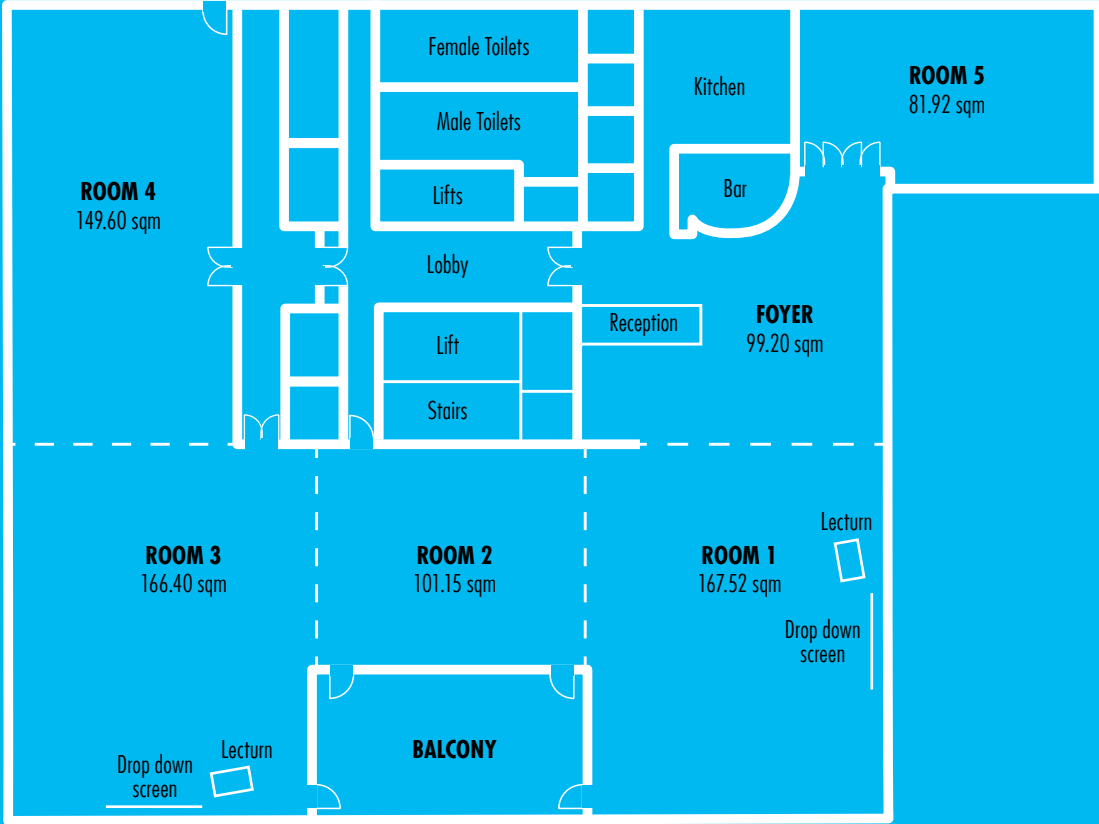 Female Toilets
Kitchen
ROOM 5
81.92 sqm
Male Toilets
ROOM 4
149.60 sqm
Lifts
Bar
Lobby
Reception
FOYER
99.20 sqm
Lift
Stairs
Lecturn
ROOM 3
166.40 sqm
ROOM 2
101.15 sqm
ROOM 1
167.52 sqm
Drop down
screen
BALCONY
Lecturn
Drop down
screen